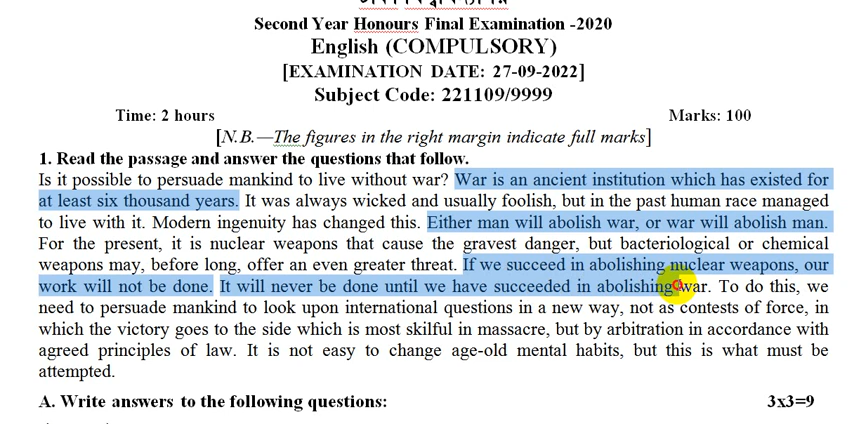 Second Year Honours Final Examination -2020
English (COMPULSORY)
[EXAMINATION DATE: 27-09-2022]
Subject Code: 221109/9999
Time: 2 hours Marks: 100
[N.B.—The figures in the right margin indicate full marks]
1. Read the passage and answer the questions that follow.
Is it possible to persuade mankind to live without war? War is an ancient institution which has existed for
at least six thousand years. It was always wicked and usually foolish, but in the past human race managed
to live with it. Modern ingenuity has changed this. Either man will abolish war, or war will abolish man.
For the present, it is nuclear weapons that cause the gravest danger, but bacteriological or chemical
weapons may, before long, offer an even greater threat. If we succeed in abolishing nuclear weapons, our
work will not be done. It will never be done until we have succeeded in abolishing war. To do this, we
need to persuade mankind to look upon international questions in a new way, not as contests of force, in
which the victory goes to the side which is most skilful in massacre, but by arbitration in accordance with
agreed principles of law. It is not easy to change age-old mental habits, but this is what must be
attempted.
A. Write answers to the following questions: 3x3=9